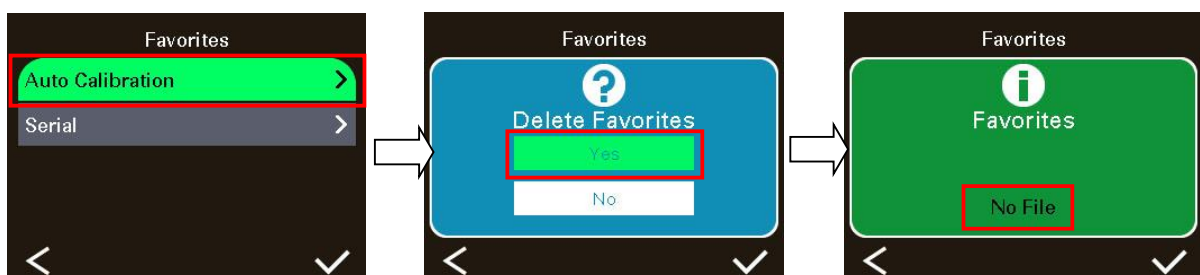 Favorites
Auto Calibration
Serial
Favorites
Delete Favorites
Yes
No
Favorites
Favorites
No File